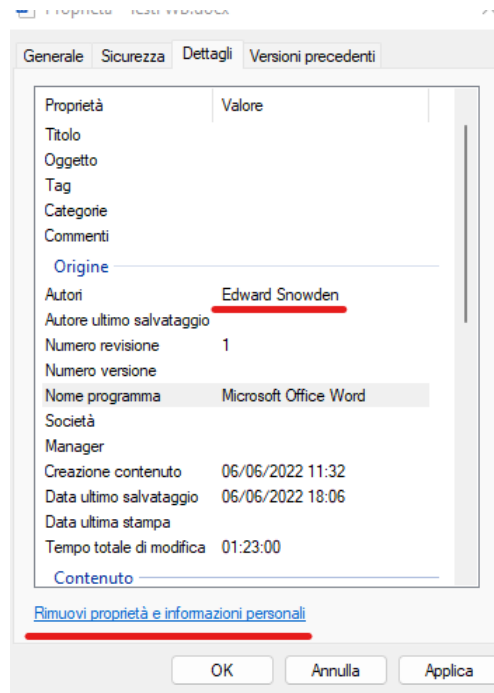 Generale Sicurezza Dettagli Versioni precedenti
Proprietà Valore
Titolo
Oggetto
Tag
Categorie
Commenti
Origine
Autori Edward Snowden
Autore ultimo salvataggio
Numero revisione 1
Numero versione
Nome programma Microsoft Office Word
Società
Manager
Creazione contenuto 06/06/2022 11:32
Data ultimo salvataggio 06/06/2022 18:06
Data ultima stampa
Tempo totale di modifica 01:23:00
Contenuto
Rimuovi proprietà e informazioni personali
OK Annulla Applica